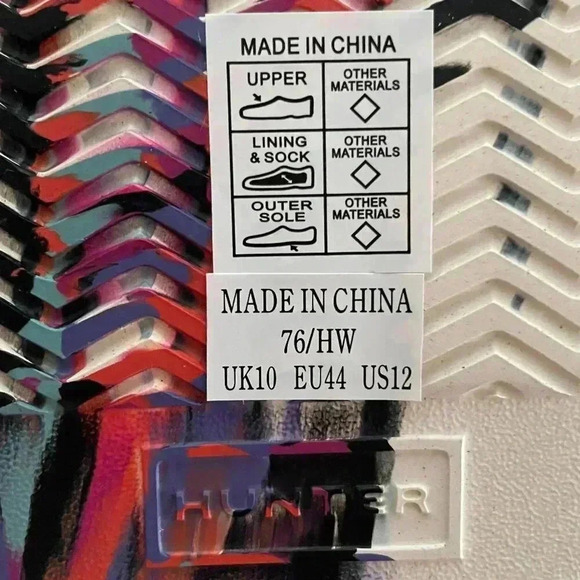 MADE IN CHINA
UPPER
OTHER
MATERIALS
LINING
& SOCK
OTHER
MATERIALS
OUTER
SOLE
OTHER
MATERIALS
MADE IN CHINA
76/HW
UK10 EU44 US12
HUNTER